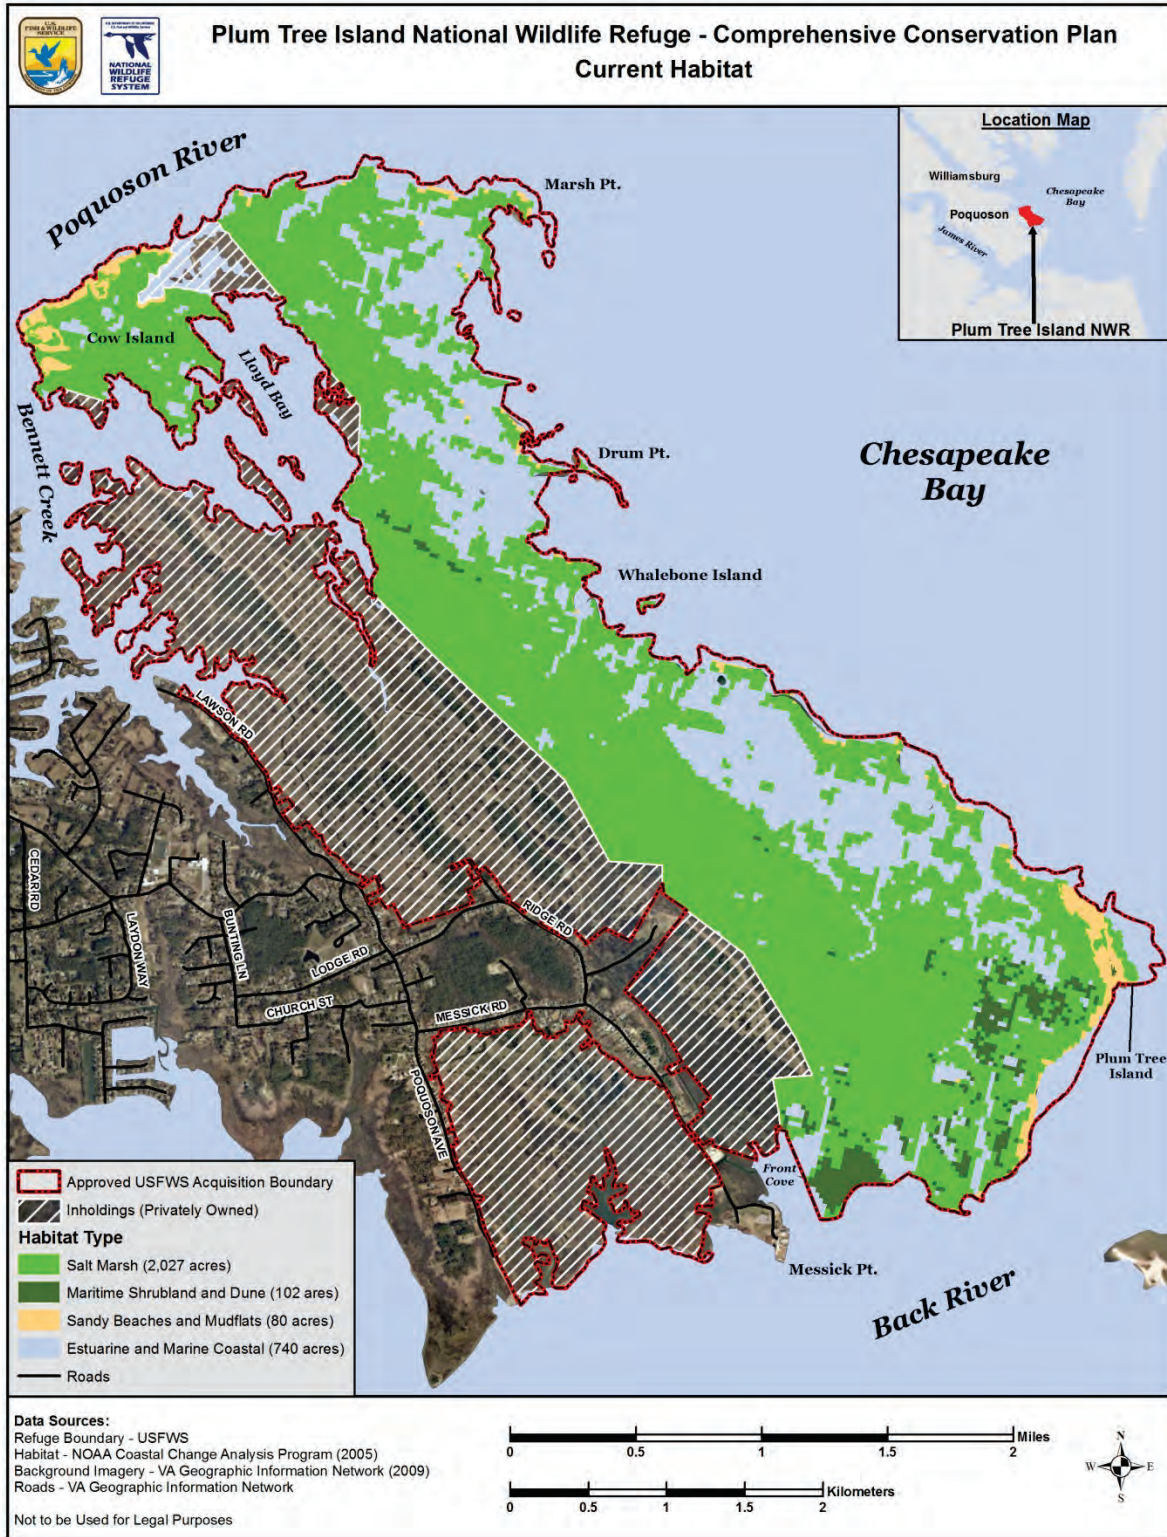 U.S.
FISH & WILDLIFE
SERVICE
NATIONAL
WILDLIFE
REFUGE
SYSTEM
Plum Tree Island National Wildlife Refuge - Comprehensive Conservation Plan
Current Habitat
Location Map
Williamsburg
Chesapeake
Bay
Poquoson
James River
Plum Tree Island NWR
Poquoson River
Marsh Pt.
Cow Island
Lloyd Bay
Bennett Creek
Drum Pt.
Chesapeake
Bay
Whalebone Island
LAWSON RD
CEDAR RD
LAYDON WAY
BUNTING LN
LODGE RD
RIDGE RD
CHURCH ST
MESSICK RD
POQUOSON AVE
Plum Tree
Island
Front
Cove
Messick Pt.
Back River
Approved USFWS Acquisition Boundary
Inholdings (Privately Owned)
Habitat Type
Salt Marsh (2,027 acres)
Maritime Shrubland and Dune (102 ares)
Sandy Beaches and Mudflats (80 acres)
Estuarine and Marine Coastal (740 acres)
Roads
Data Sources:
Refuge Boundary - USFWS
Habitat - NOAA Coastal Change Analysis Program (2005)
Background Imagery - VA Geographic Information Network (2009)
Roads - VA Geographic Information Network
Not to be Used for Legal Purposes
0 0.5 1 1.5 2 Miles
0 0.5 1 1.5 2 Kilometers
N
W E
S